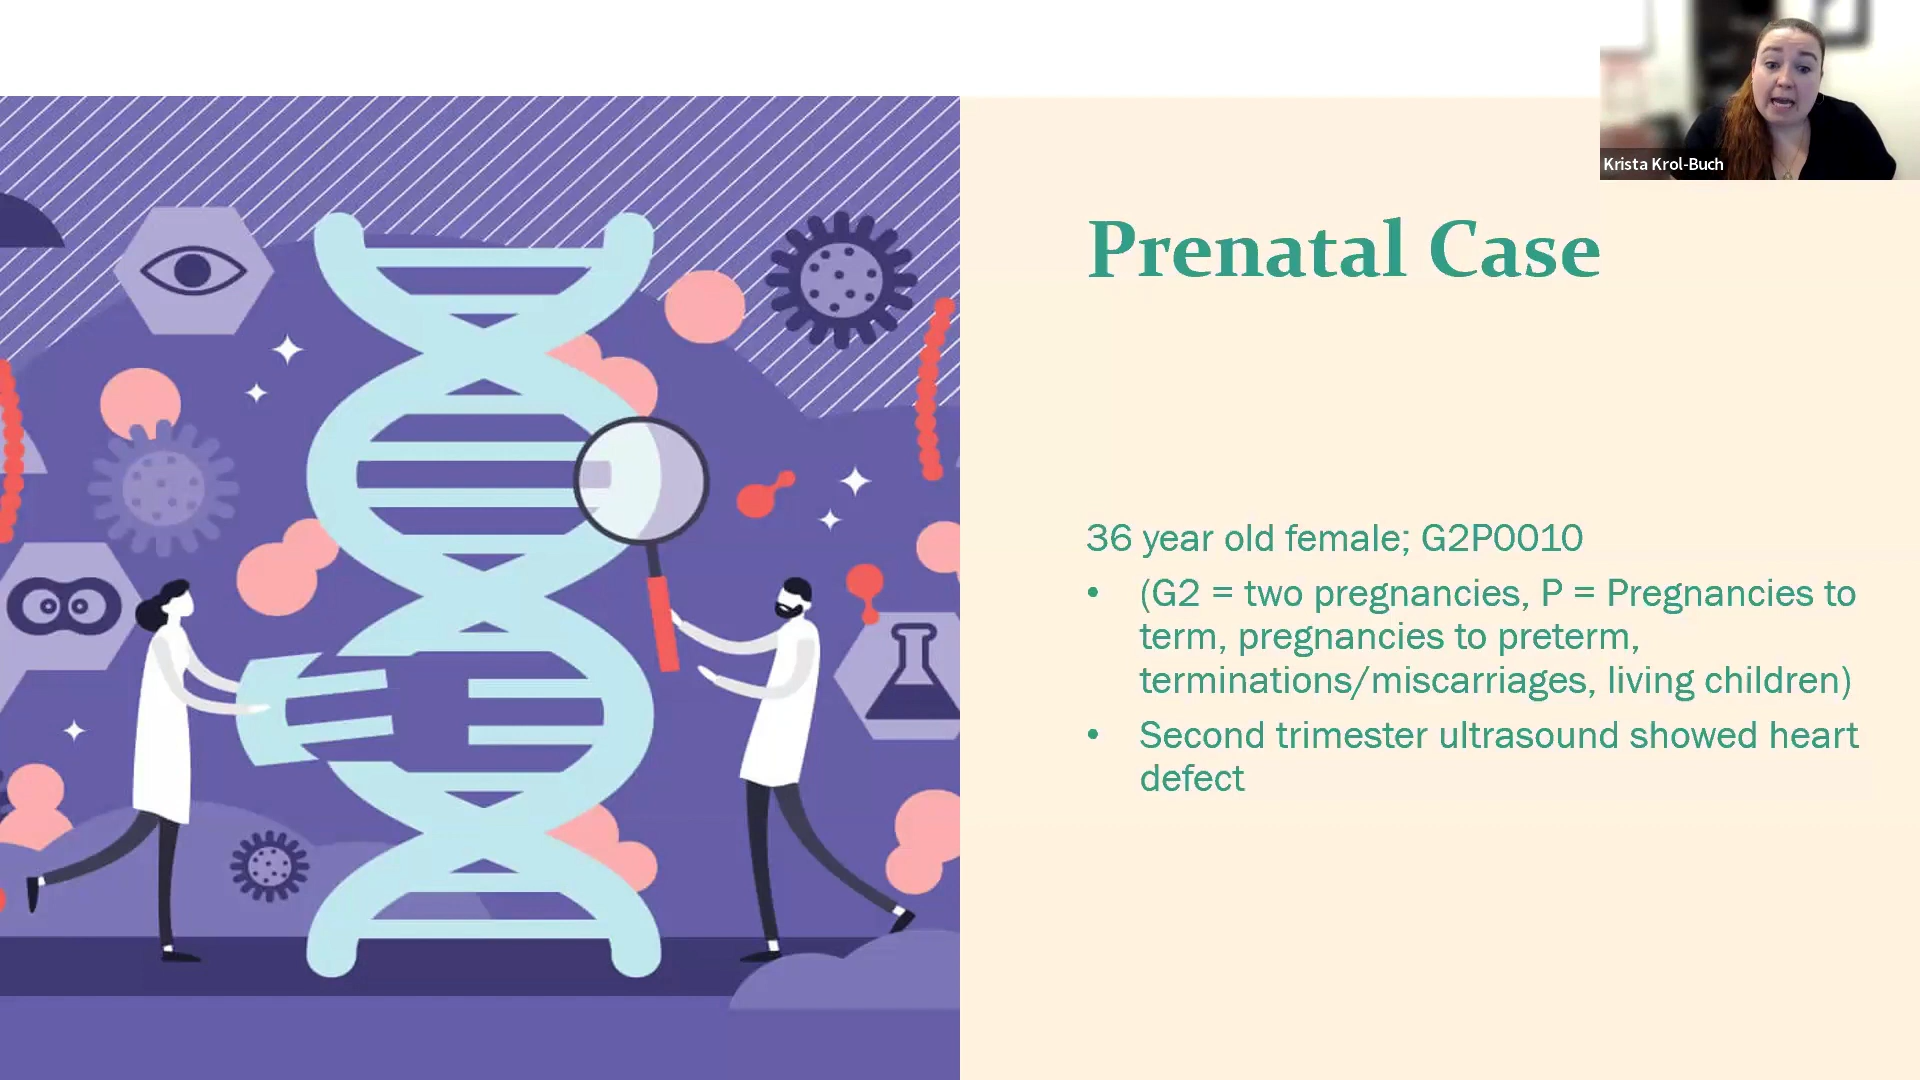 Krista Krol-Buch
Prenatal Case
36 year old female; G2P0010
• (G2 = two pregnancies, P = Pregnancies to
term, pregnancies to preterm,
terminations/miscarriages, living children)
• Second trimester ultrasound showed heart
defect